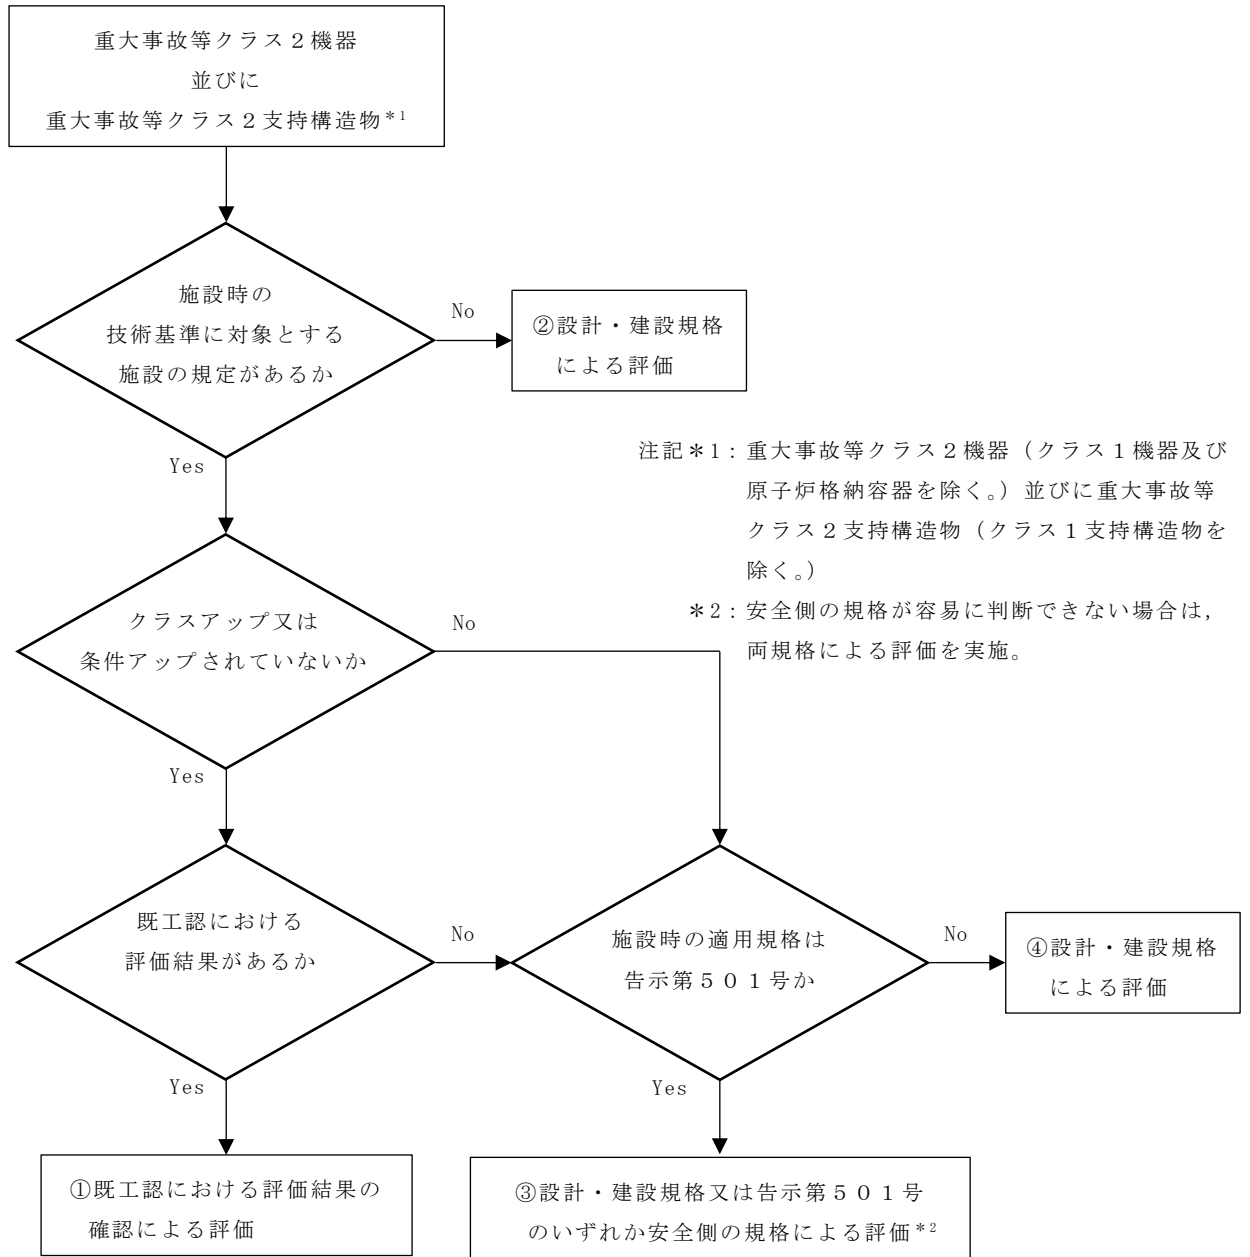 重大事故等クラス２機器
並びに
重大事故等クラス２支持構造物*1
施設時の
技術基準に対象とする
施設の規定があるか
No
②設計・建設規格
による評価
Yes
注記＊1：重大事故等クラス２機器（クラス１機器及び
原子炉格納容器を除く。）並びに重大事故等
クラス２支持構造物（クラス１支持構造物を
除く。）
＊2：安全側の規格が容易に判断できない場合は，
両規格による評価を実施。
クラスアップ又は
条件アップされていないか
No
Yes
既工認における
評価結果があるか
No
施設時の適用規格は
告示第５０１号か
No
④設計・建設規格
による評価
Yes
Yes
①既工認における評価結果の
確認による評価
③設計・建設規格又は告示第５０１号
のいずれか安全側の規格による評価*2